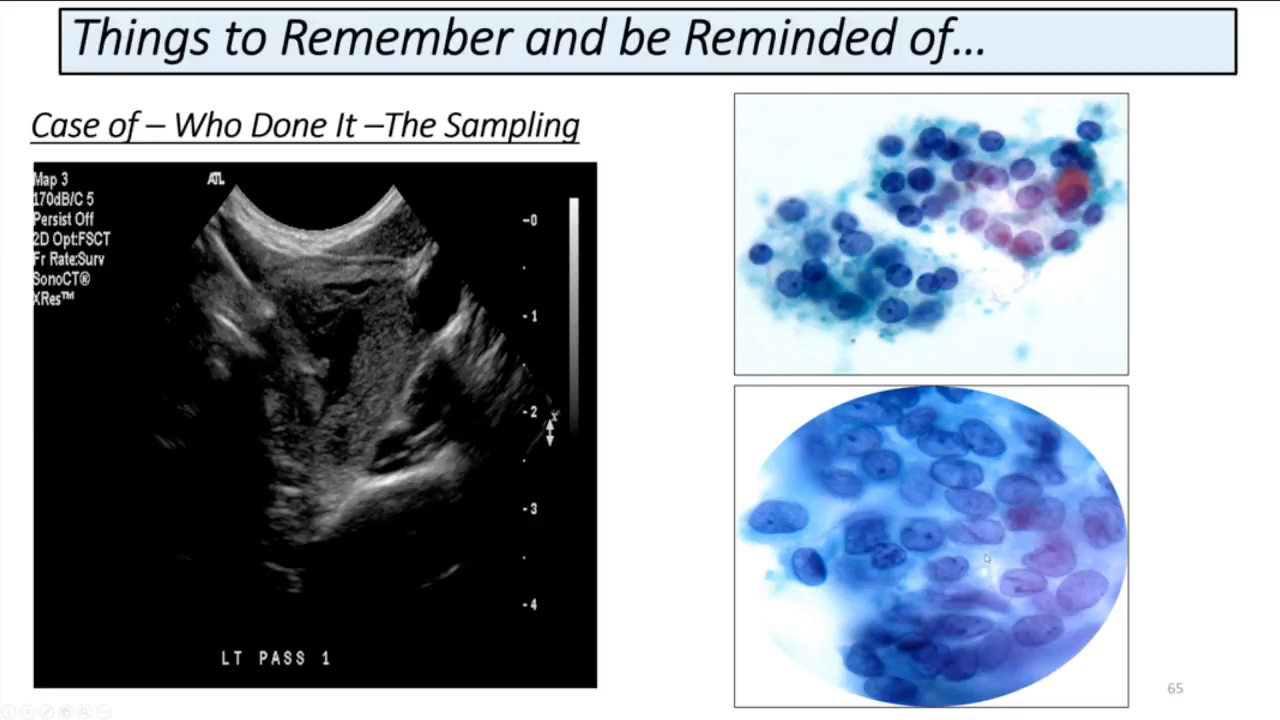 Things to Remember and be Reminded of...
Case of – Who Done It –The Sampling
Map 3
170dB/C 5
Persist Off
2D Opt:FSCT
Fr Rate:Surv
SonoCT®
XRes™
ATL
-0
-1
-2
x
-3
-4
LT PASS 1
65